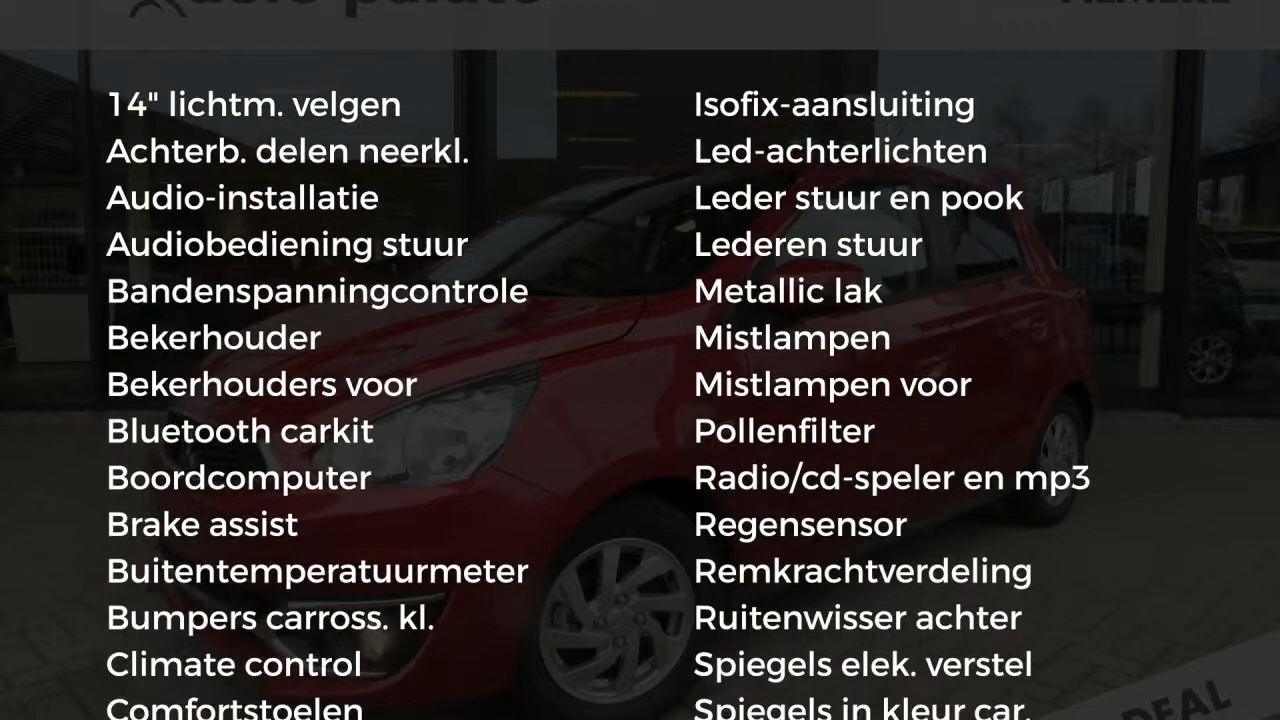 14" lichtm. velgen
Achterb. delen neerkl.
Audio-installatie
Audiobediening stuur
Bandenspanningcontrole
Bekerhouder
Bekerhouders voor
Bluetooth carkit
Boordcomputer
Brake assist
Buitentemperatuurmeter
Bumpers carross. kl.
Climate control
Comfortstoelen
Isofix-aansluiting
Led-achterlichten
Leder stuur en pook
Lederen stuur
Metallic lak
Mistlampen
Mistlampen voor
Pollenfilter
Radio/cd-speler en mp3
Regensensor
Remkrachtverdeling
Ruitenwisser achter
Spiegels elek. verstel
Spiegels in kleur car.
DEAL